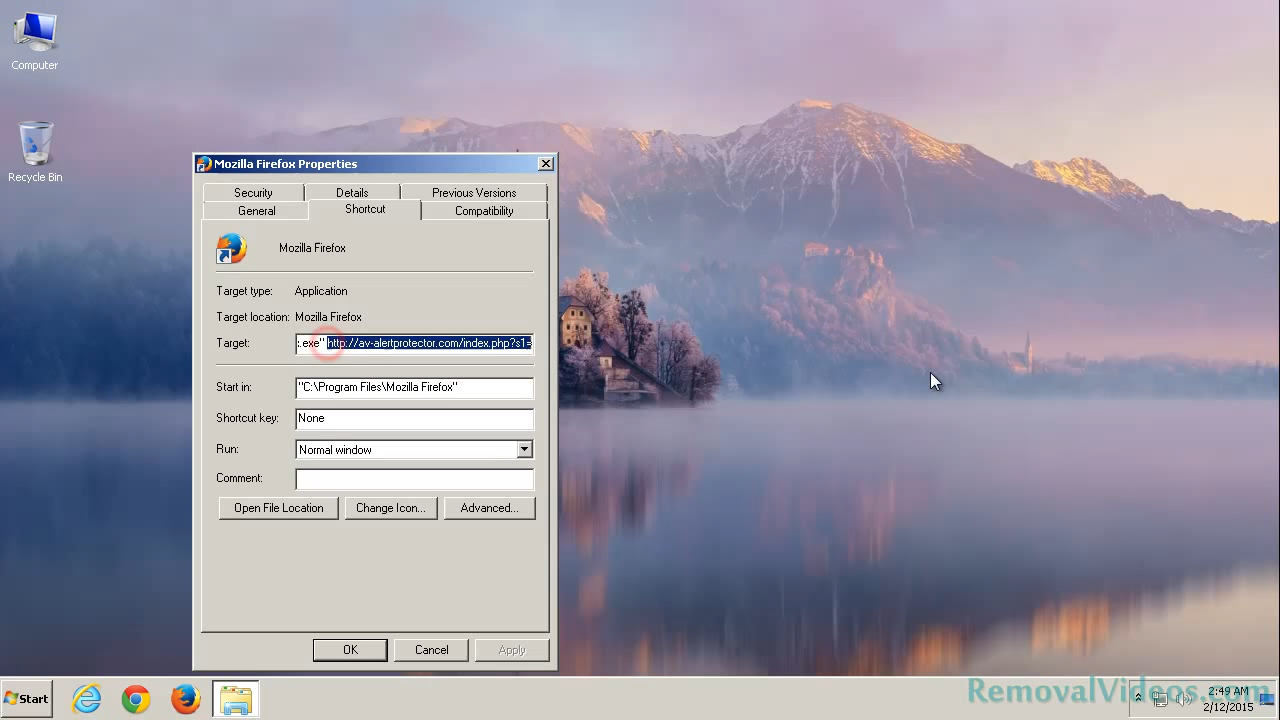 Computer
Recycle Bin
Mozilla Firefox Properties
Security Details Previous Versions
General Shortcut Compatibility
Mozilla Firefox
Target type: Application
Target location: Mozilla Firefox
Target: .exe" http://av-alertprotector.com/index.php?s1=
Start in: "C:\Program Files\Mozilla Firefox"
Shortcut key: None
Run: Normal window
Comment:
Open File Location Change Icon... Advanced...
OK Cancel Apply
Start
RemovalVideos.com
2:49 AM
2/12/2015